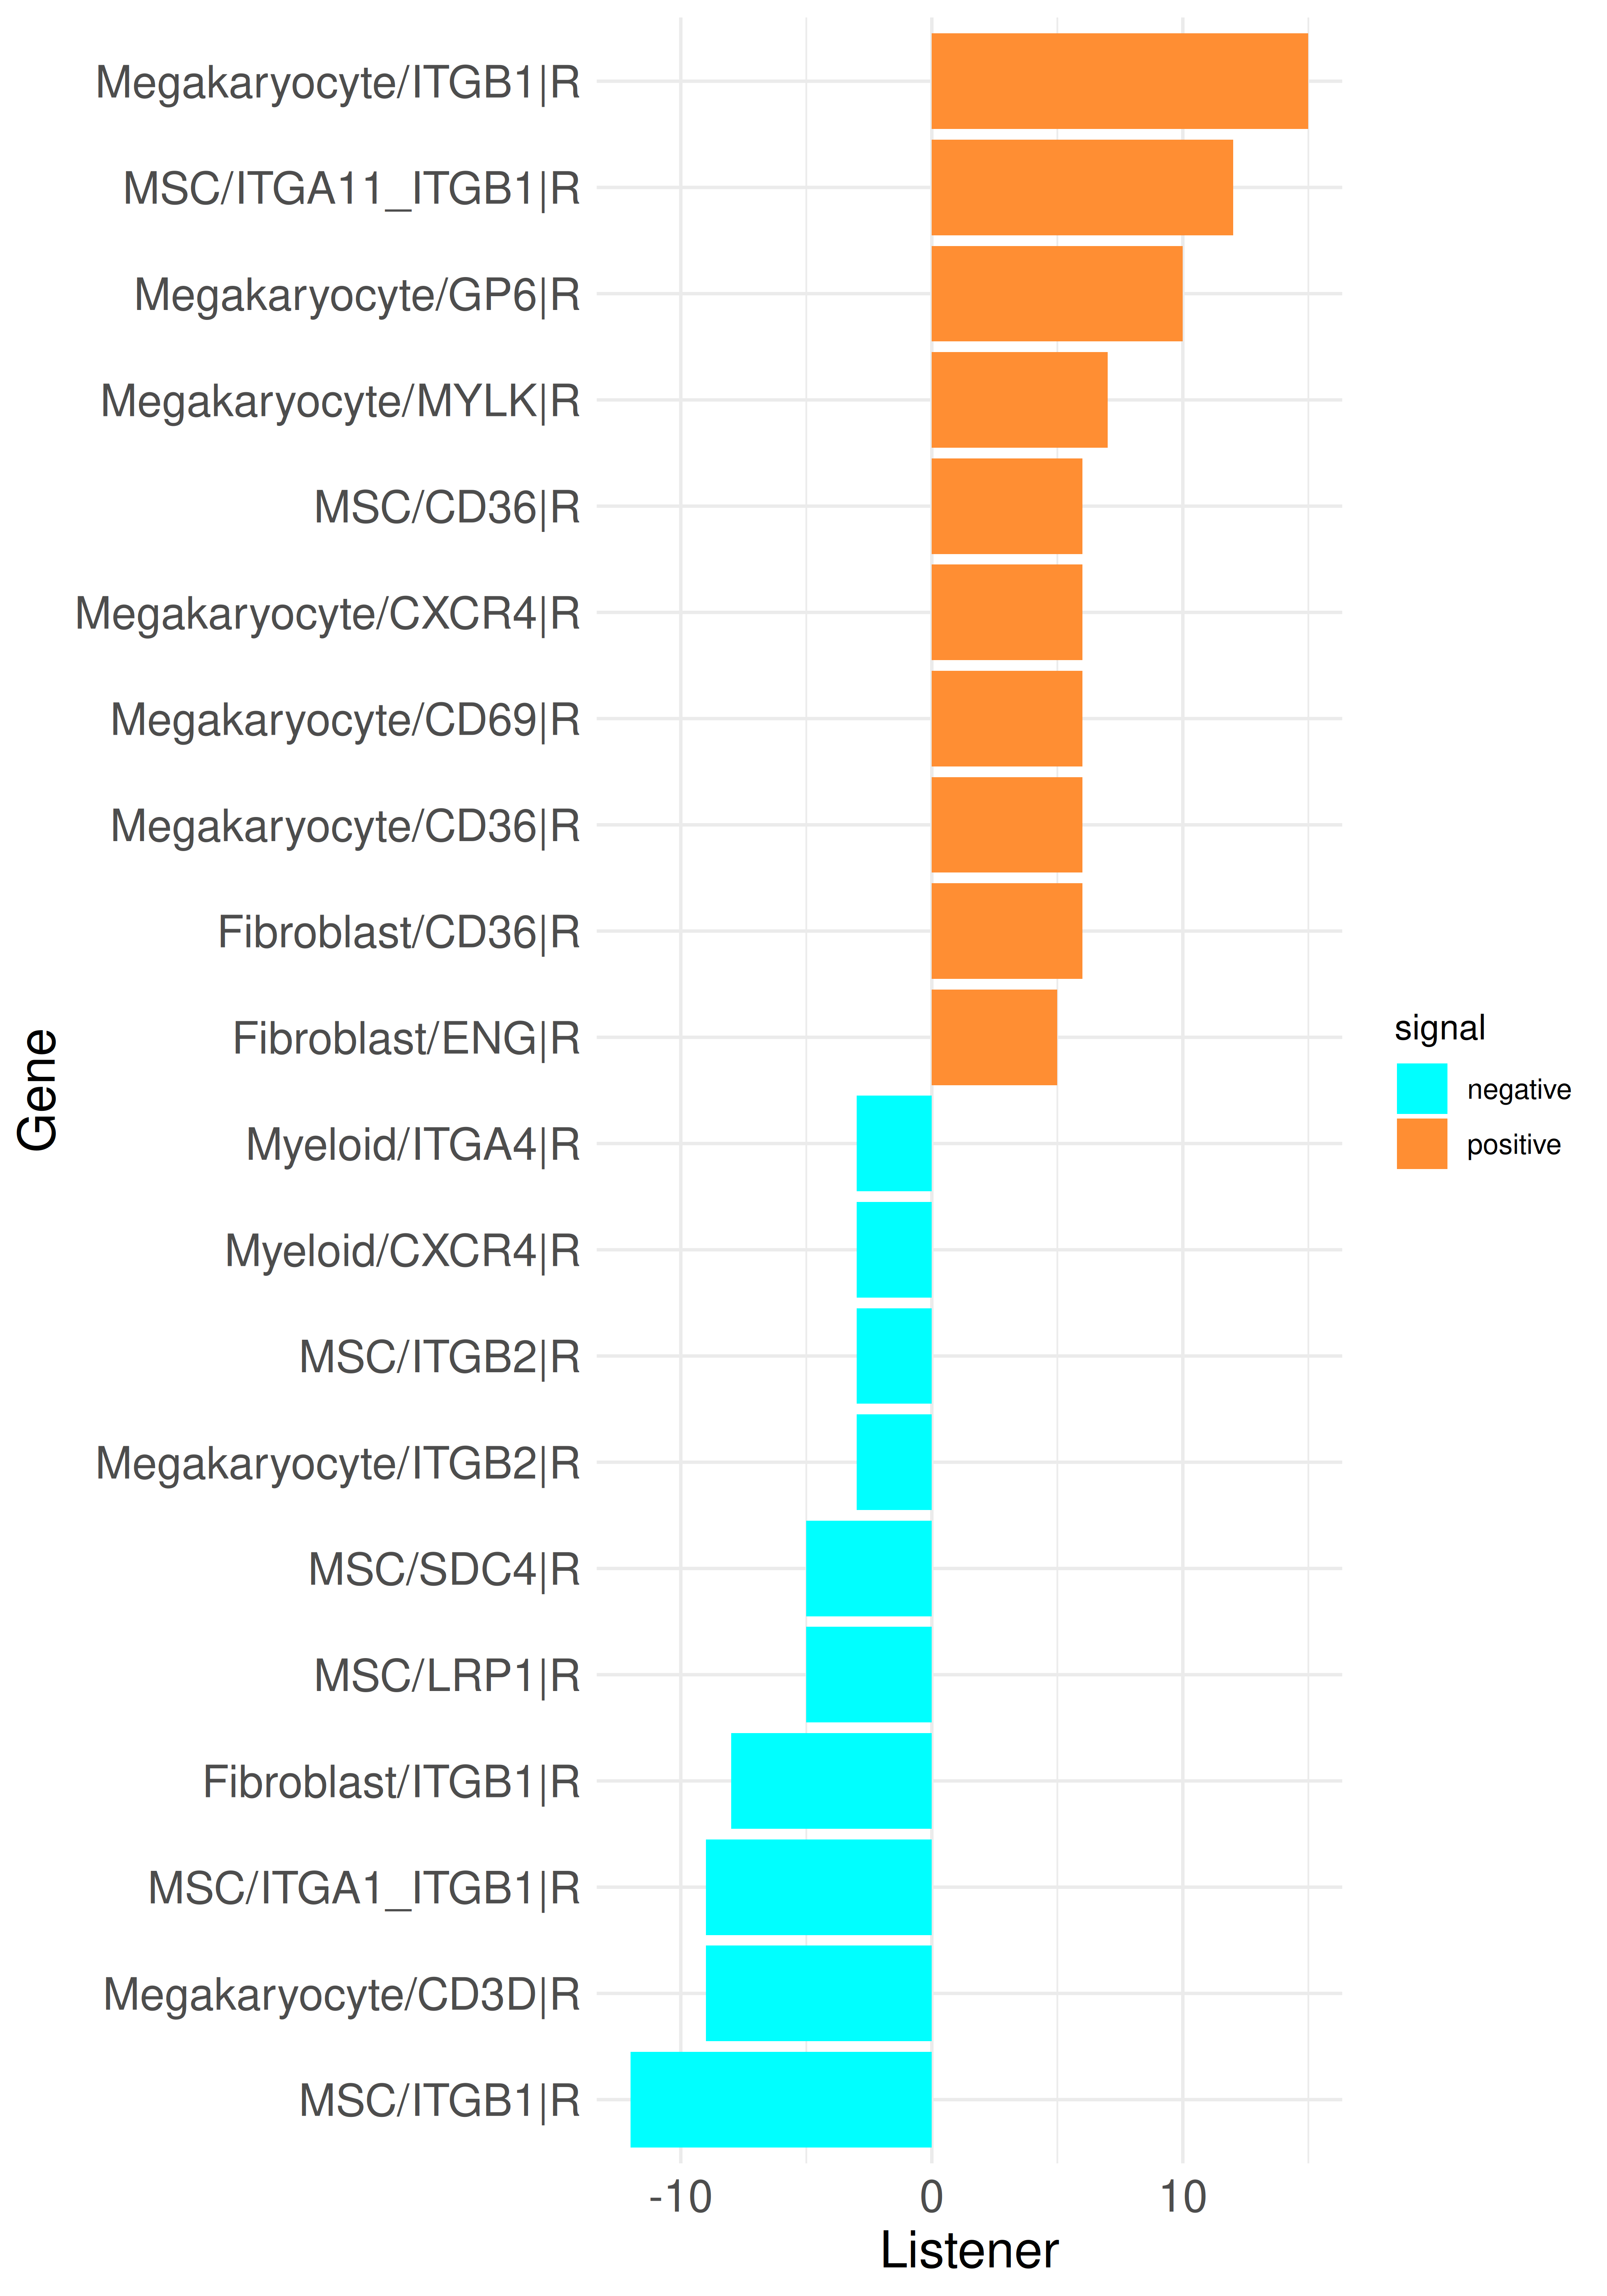 Megakaryocyte/ITGB1|R
MSC/ITGA11_ITGB1|R
Megakaryocyte/GP6|R
Megakaryocyte/MYLK|R
MSC/CD36|R
Megakaryocyte/CXCR4|R
Megakaryocyte/CD69|R
Megakaryocyte/CD36|R
Fibroblast/CD36|R
Fibroblast/ENG|R
Myeloid/ITGA4|R
Myeloid/CXCR4|R
MSC/ITGB2|R
Megakaryocyte/ITGB2|R
MSC/SDC4|R
MSC/LRP1|R
Fibroblast/ITGB1|R
MSC/ITGA1_ITGB1|R
Megakaryocyte/CD3D|R
MSC/ITGB1|R
Gene
-10 0 10
Listener
signal
negative
positive